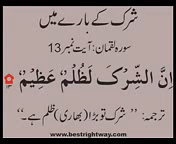 شرک کے بارے میں
سورہ لقمان: آیت نمبر 13
اِنَّ الشِّرْکَ لَظُلْمٌ عَظِیْمٌ
ترجمہ: ’’ شرک تو بڑا (بھاری) ظلم ہے۔‘‘
www.bestrightway.com